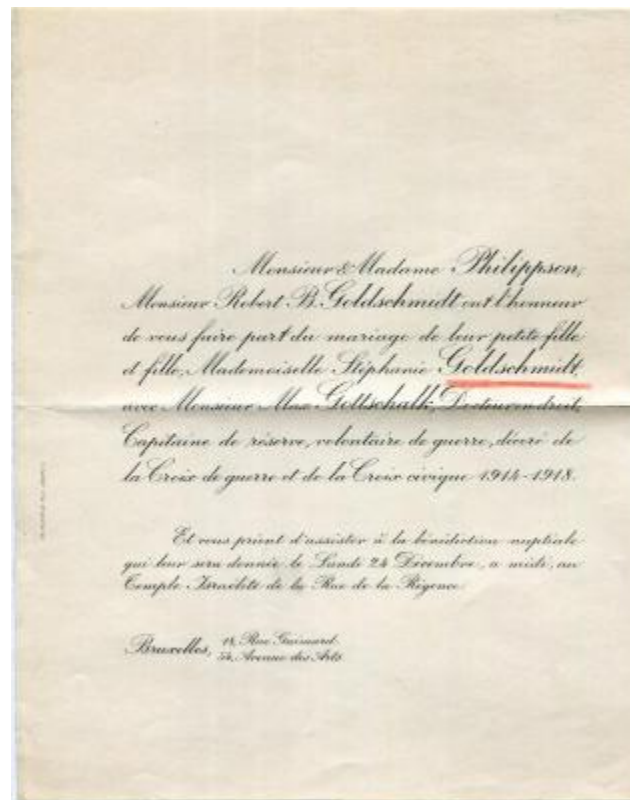 Monsieur & Madame Philippson,
Monsieur Robert B. Goldschmidt ont l'honneur
de vous faire part du mariage de leur petite fille
et fille, Mademoiselle Stéphanie Goldschmidt,
avec Monsieur Max Gottschalk, Docteur en droit,
Capitaine de réserve, volontaire de guerre, décoré de
la Croix de guerre et de la Croix civique 1914-1918.
Et vous prient d'assister à la bénédiction nuptiale
qui leur sera donnée le Lundi 24 Décembre, à midi, au
Temple Israélite de la Rue de la Régence.
Bruxelles, Rue Guimard.
Avenue des Arts.